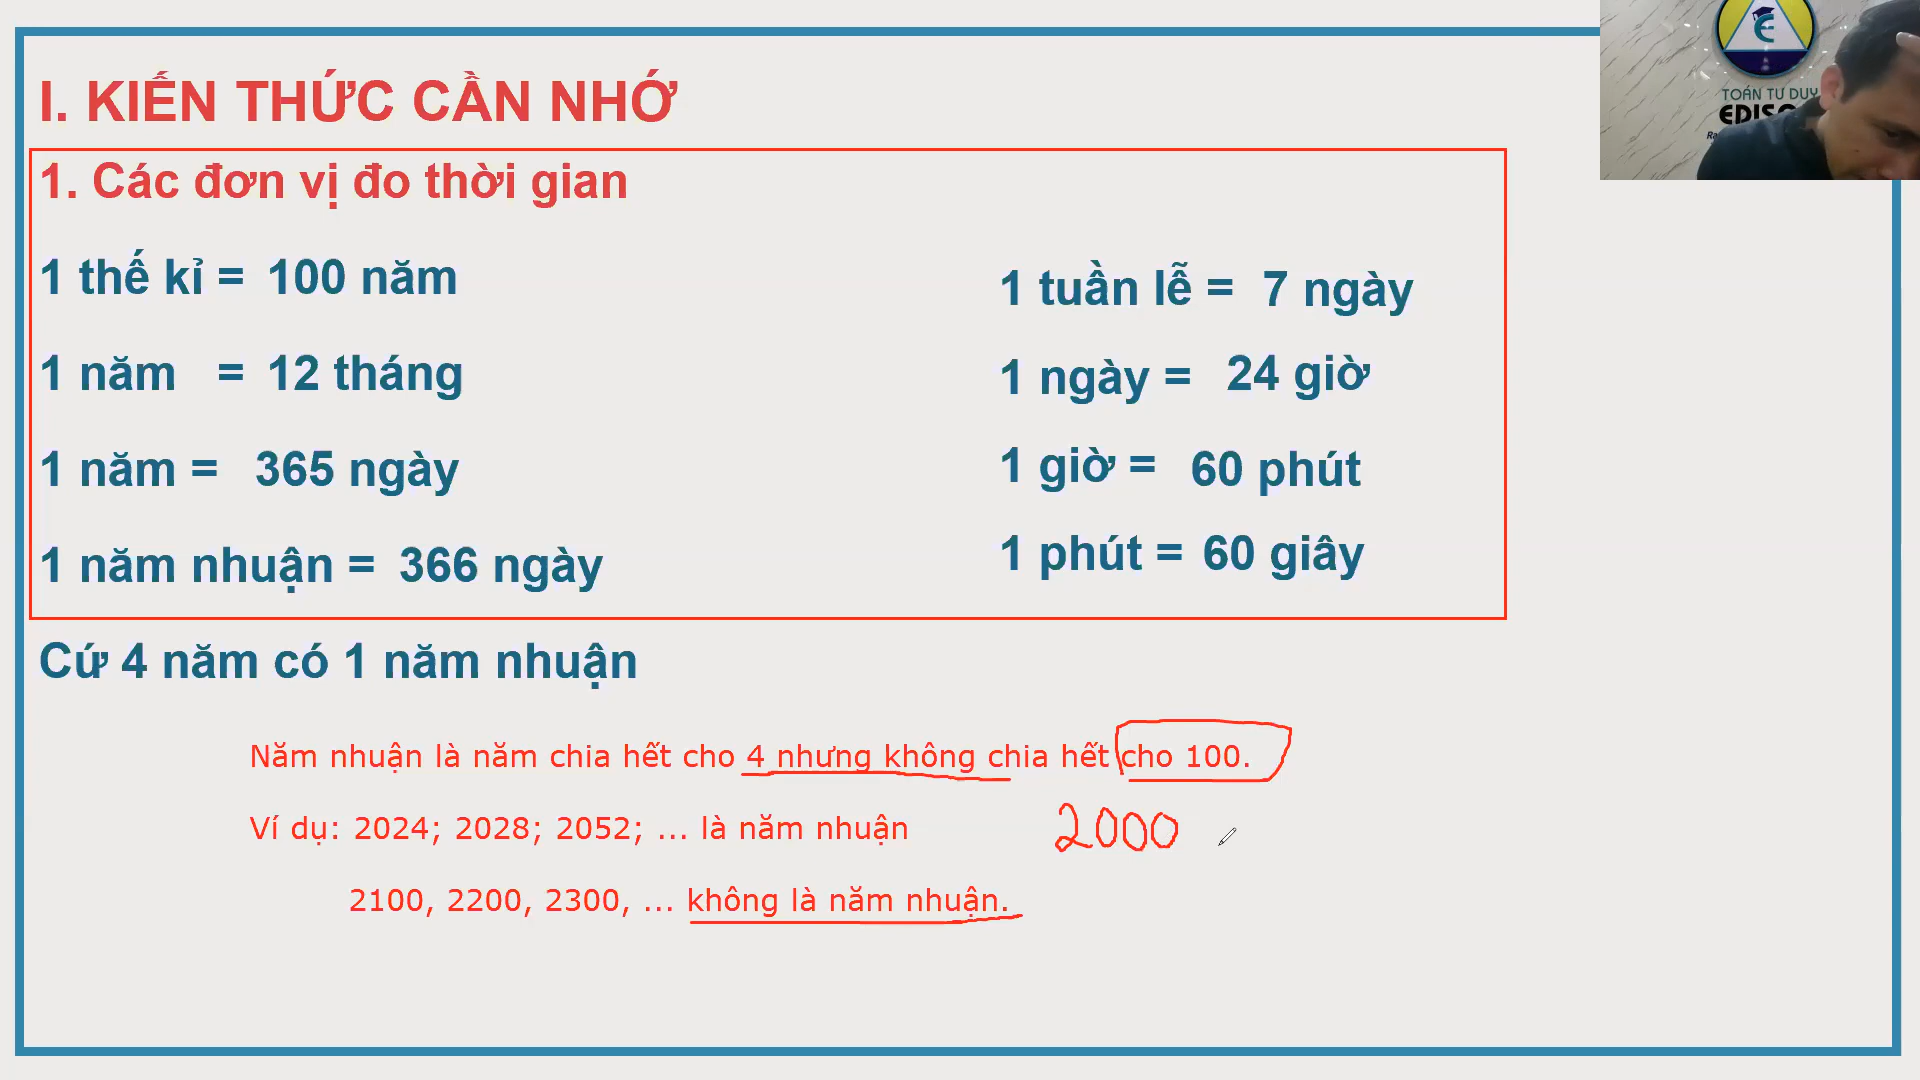 I. KIẾN THỨC CẦN NHỚ
1. Các đơn vị đo thời gian
1 thế kỉ = 100 năm
1 năm = 12 tháng
1 năm = 365 ngày
1 năm nhuận = 366 ngày
1 tuần lễ = 7 ngày
1 ngày = 24 giờ
1 giờ = 60 phút
1 phút = 60 giây
Cứ 4 năm có 1 năm nhuận
Năm nhuận là năm chia hết cho 4 nhưng không chia hết cho 100.
Ví dụ: 2024; 2028; 2052; ... là năm nhuận
2000
2100, 2200, 2300, ... không là năm nhuận.
TOÁN TƯ DUY